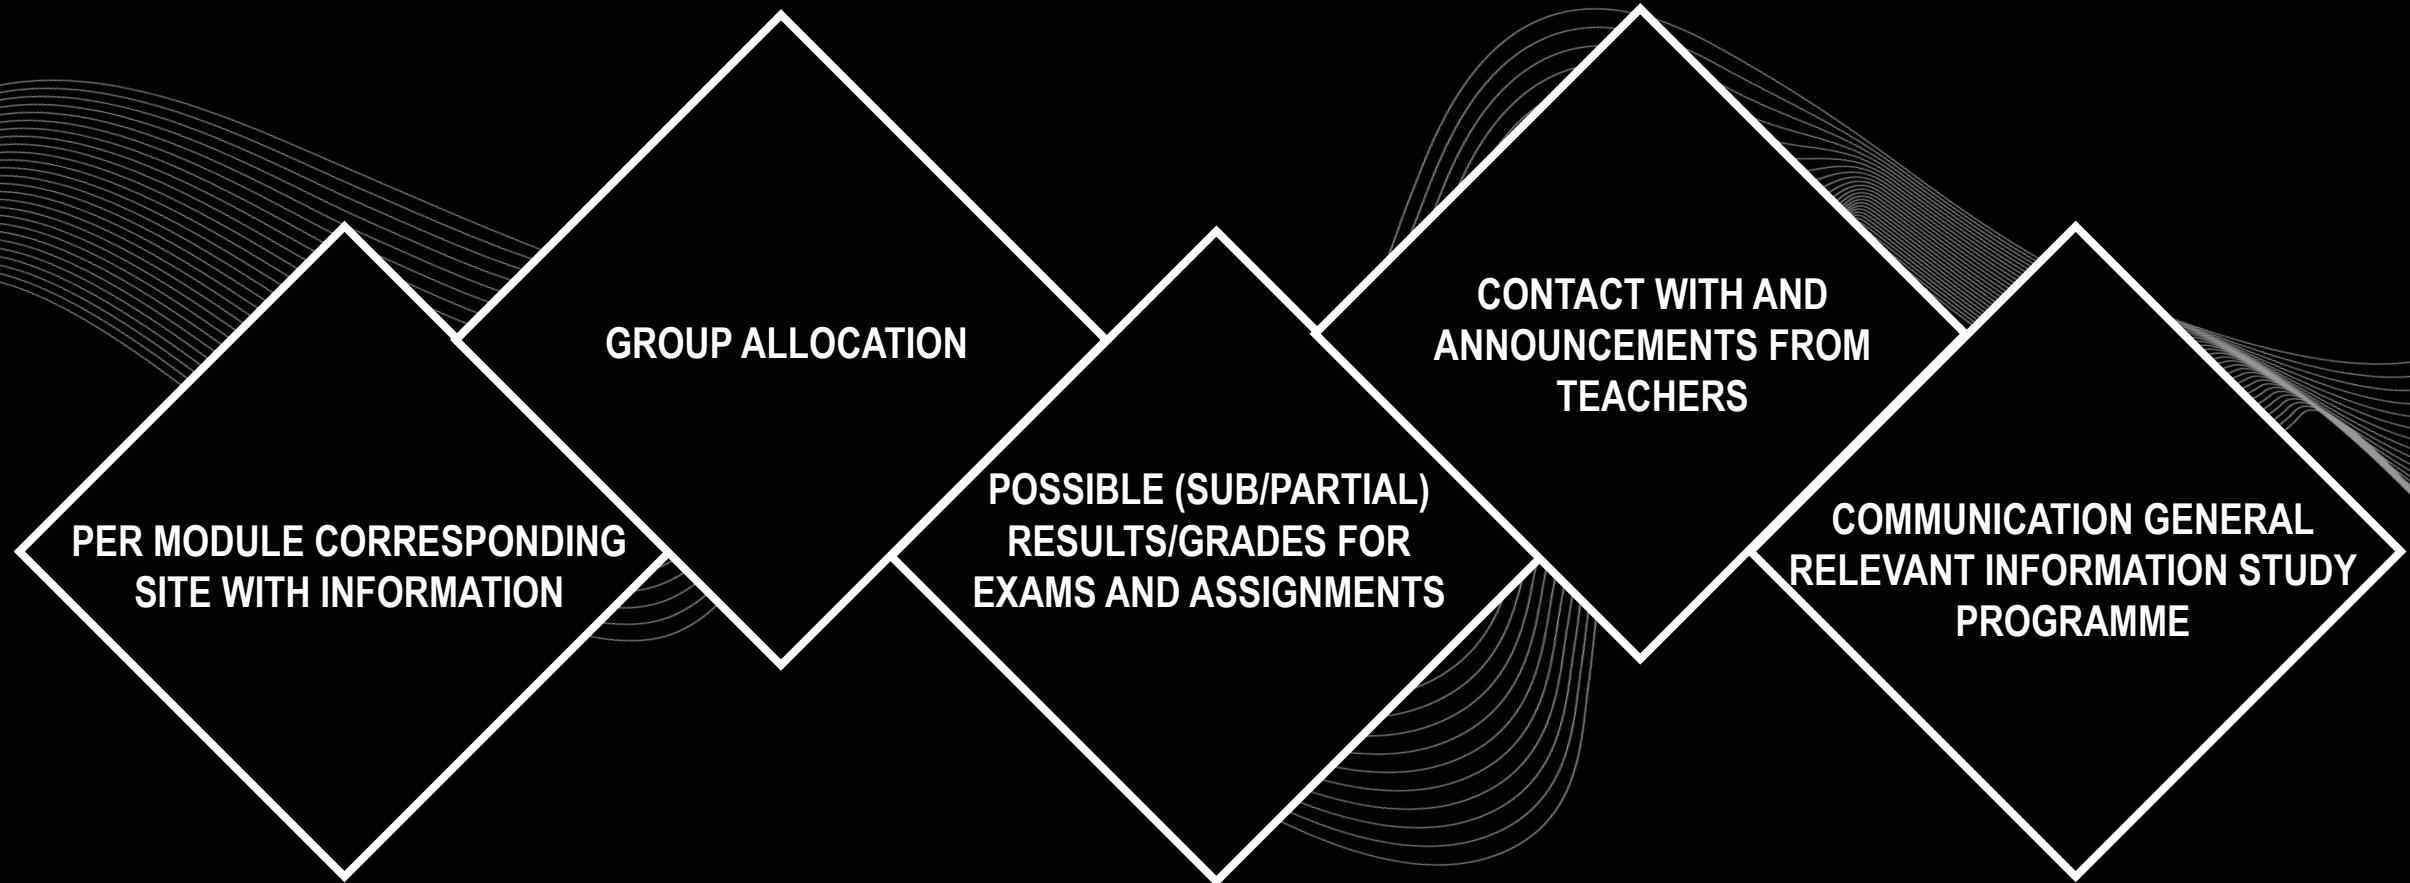 PER MODULE CORRESPONDING
SITE WITH INFORMATION
GROUP ALLOCATION
POSSIBLE (SUB/PARTIAL)
RESULTS/GRADES FOR
EXAMS AND ASSIGNMENTS
CONTACT WITH AND
ANNOUNCEMENTS FROM
TEACHERS
COMMUNICATION GENERAL
RELEVANT INFORMATION STUDY
PROGRAMME